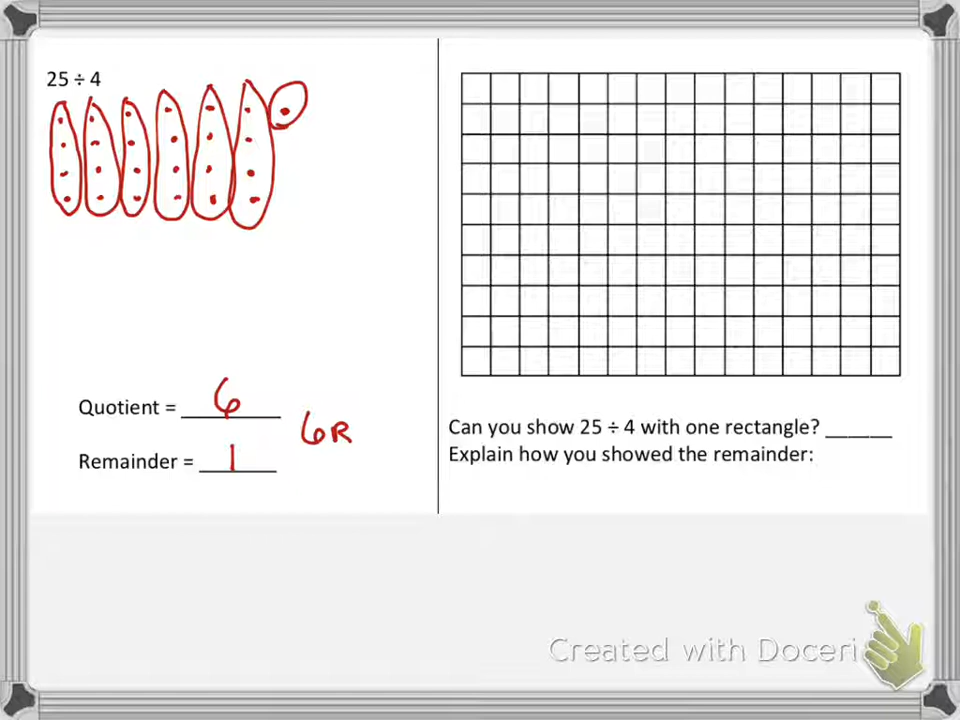 25 ÷ 4
Quotient = 6
6R
Remainder = 1
Can you show 25 ÷ 4 with one rectangle? ______
Explain how you showed the remainder:
Created with Doceri